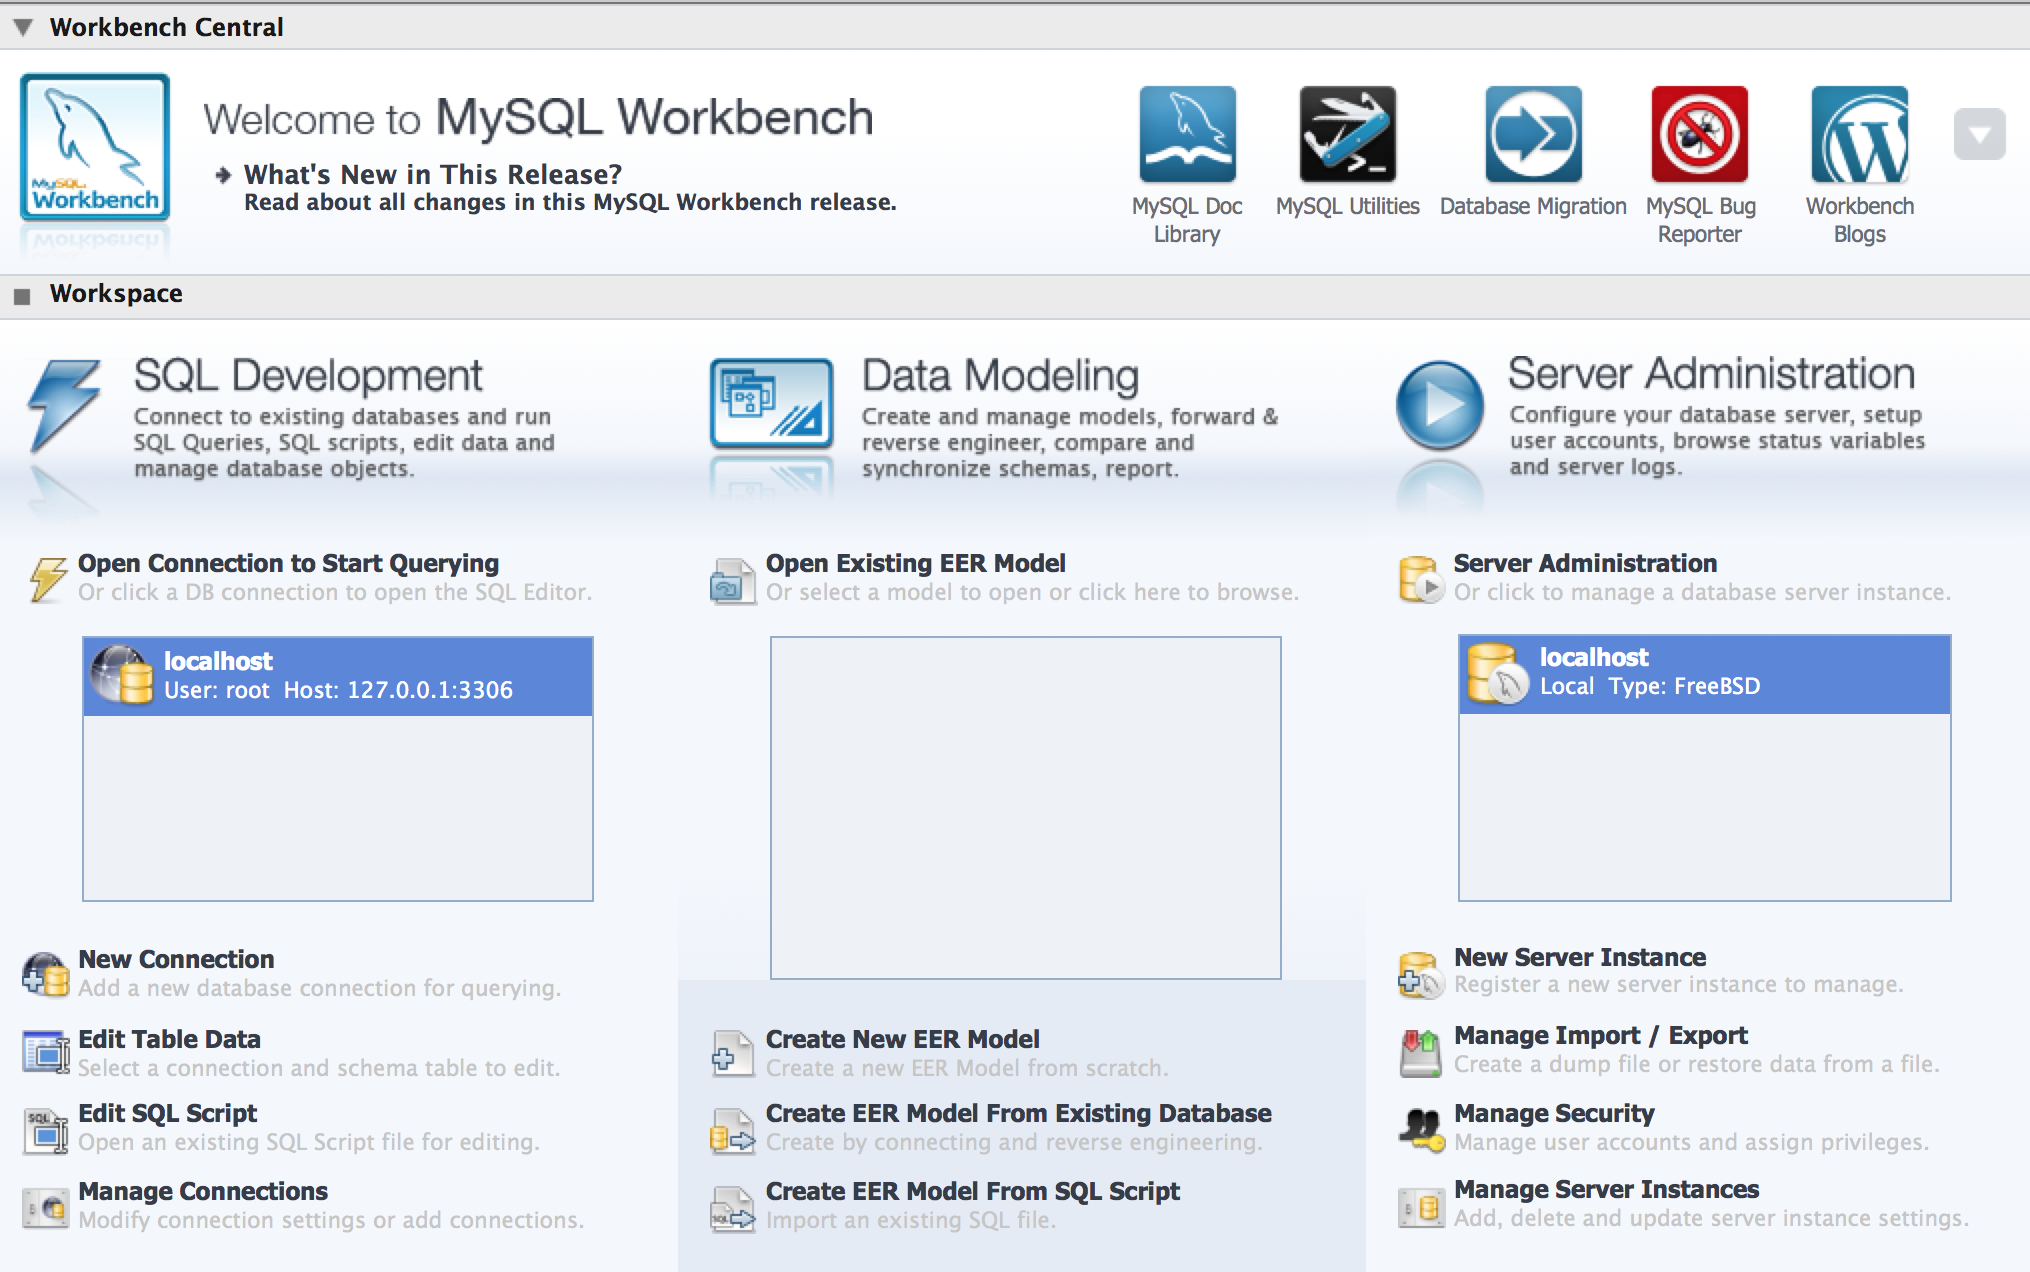 Workbench Central
MySQL
Workbench
Welcome to MySQL Workbench
What's New in This Release?
Read about all changes in this MySQL Workbench release.
MySQL Doc
Library
MySQL Utilities
Database Migration
MySQL Bug
Reporter
Workbench
Blogs
Workspace
SQL Development
Connect to existing databases and run
SQL Queries, SQL scripts, edit data and
manage database objects.
Open Connection to Start Querying
Or click a DB connection to open the SQL Editor.
localhost
User: root Host: 127.0.0.1:3306
New Connection
Add a new database connection for querying.
Edit Table Data
Select a connection and schema table to edit.
SQL
Edit SQL Script
Open an existing SQL Script file for editing.
Manage Connections
Modify connection settings or add connections.
Data Modeling
Create and manage models, forward &
reverse engineer, compare and
synchronize schemas, report.
Open Existing EER Model
Or select a model to open or click here to browse.
Create New EER Model
Create a new EER Model from scratch.
Create EER Model From Existing Database
Create by connecting and reverse engineering.
SQL
Create EER Model From SQL Script
Import an existing SQL file.
Server Administration
Configure your database server, setup
user accounts, browse status variables
and server logs.
Server Administration
Or click to manage a database server instance.
localhost
Local Type: FreeBSD
New Server Instance
Register a new server instance to manage.
Manage Import / Export
Create a dump file or restore data from a file.
Manage Security
Manage user accounts and assign privileges.
Manage Server Instances
Add, delete and update server instance settings.